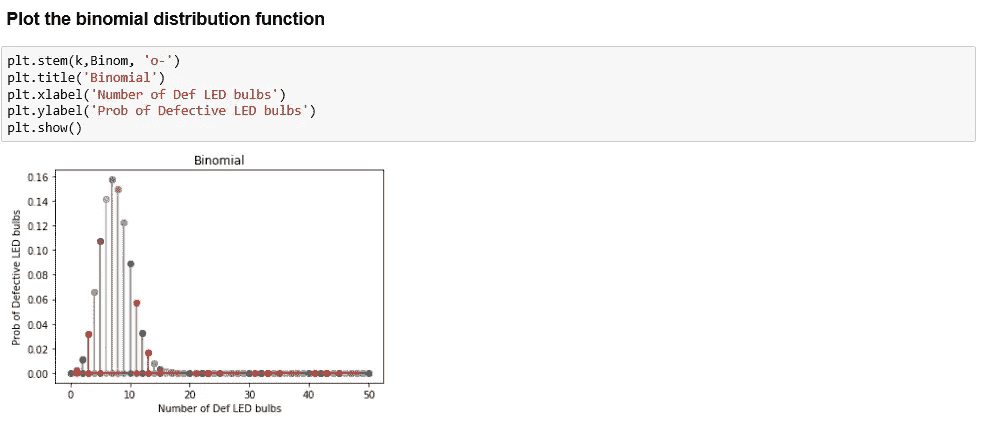 Plot the binomial distribution function
plt.stem(k,Binom, 'o-')
plt.title('Binomial')
plt.xlabel('Number of Def LED bulbs')
plt.ylabel('Prob of Defective LED bulbs')
plt.show()
Binomial
Prob of Defective LED bulbs
0.16
0.14
0.12
0.10
0.08
0.06
0.04
0.02
0.00
0 10 20 30 40 50
Number of Def LED bulbs